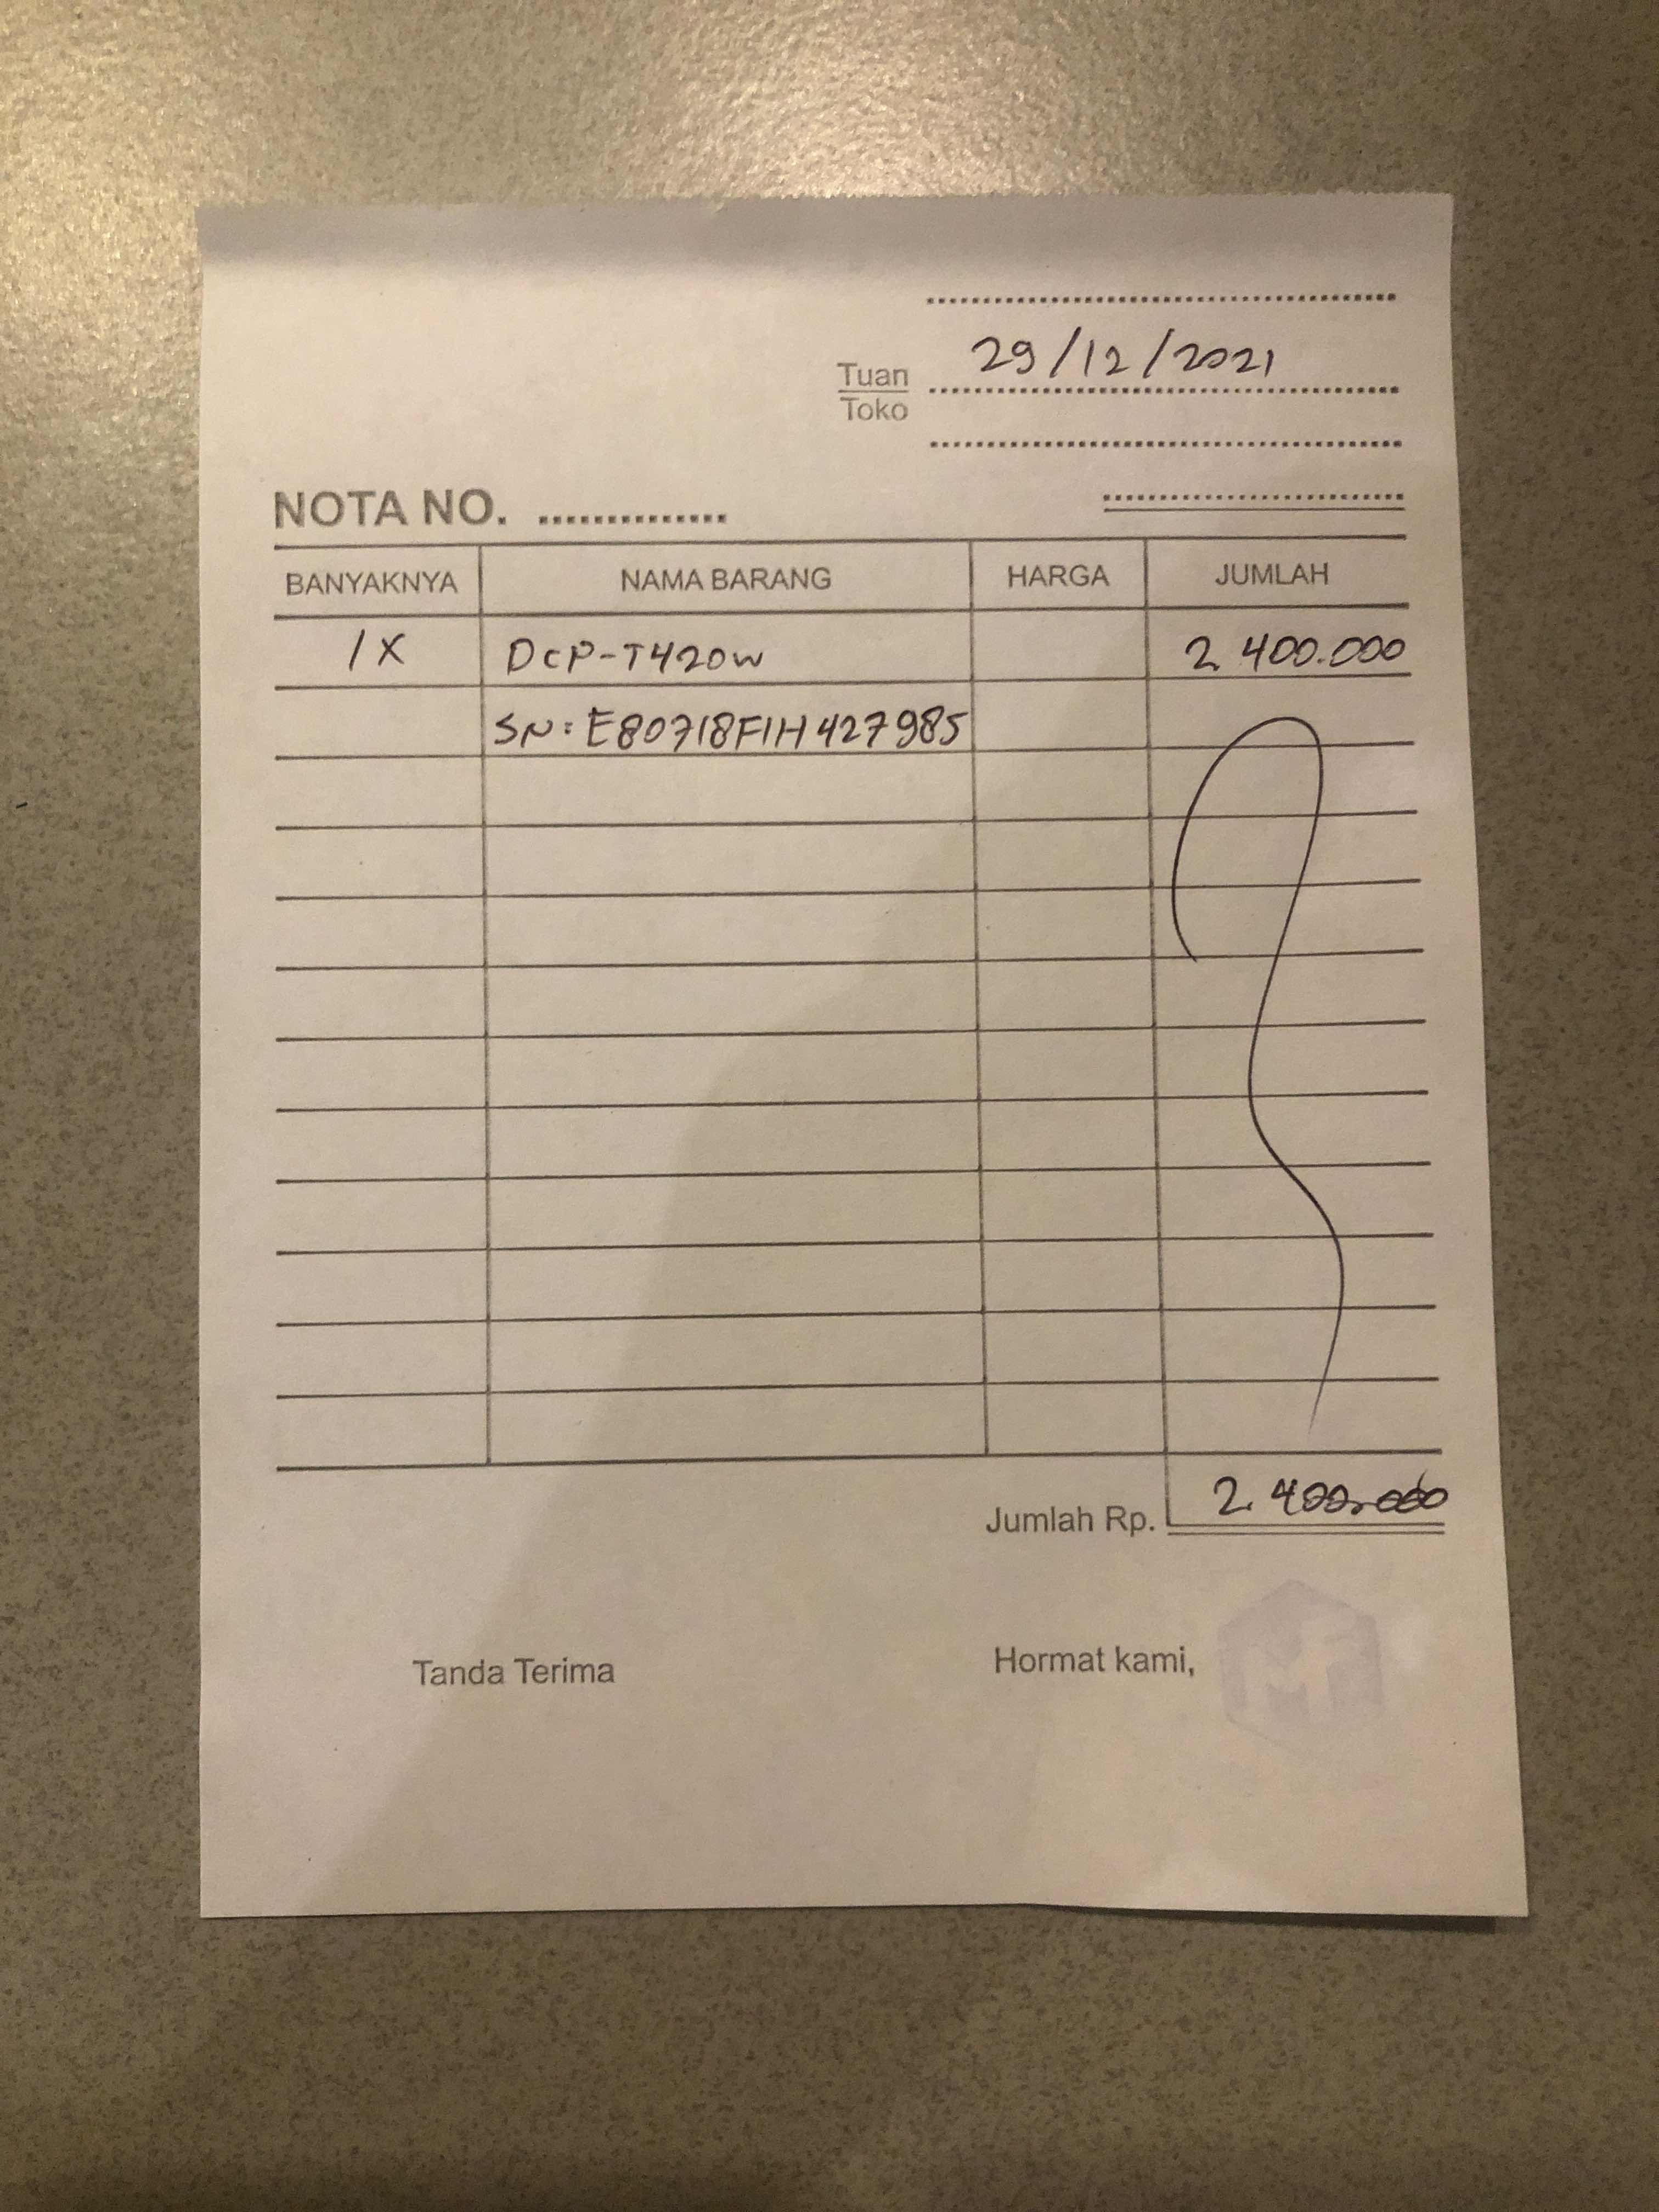 29/12/2021
Tuan
Toko
NOTA NO. ..............
BANYAKNYA NAMA BARANG HARGA JUMLAH
1X DCP-T420W 2.400.000
SN: E80718F1H427985
Jumlah Rp. 2.400.000
Tanda Terima Hormat kami,